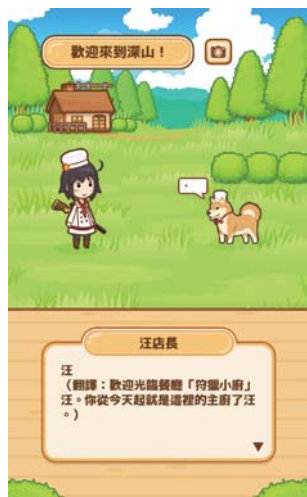 歡迎來到深山！
汪店長
汪
（翻譯：歡迎光臨餐廳「狩獵小廚」
汪。你從今天起就是這裡的主廚了汪
。）